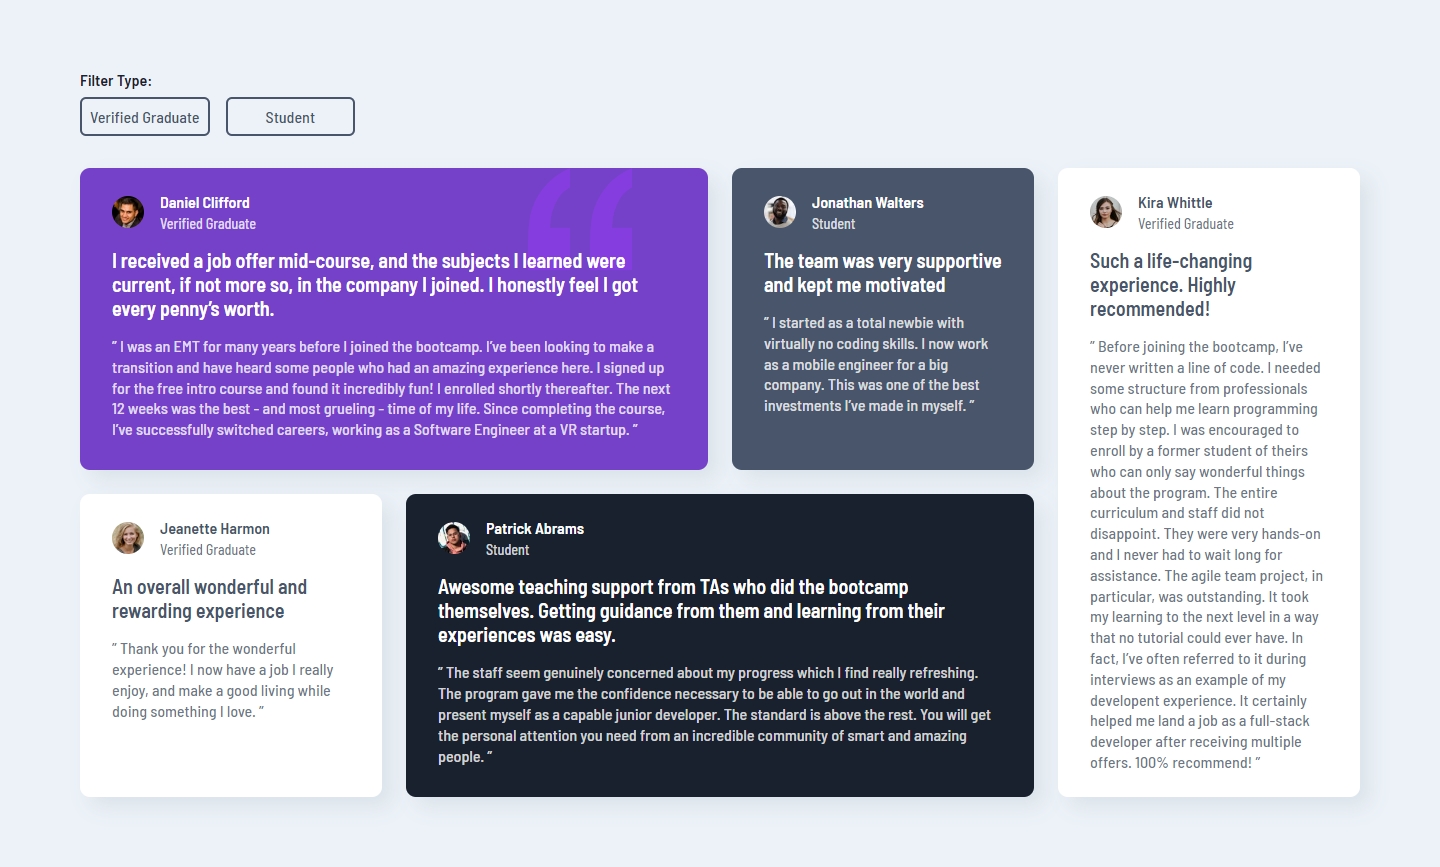 Filter Type:
Verified Graduate
Student
Daniel Clifford
Verified Graduate
I received a job offer mid-course, and the subjects I learned were
current, if not more so, in the company I joined. I honestly feel I got
every penny’s worth.
“ I was an EMT for many years before I joined the bootcamp. I’ve been looking to make a
transition and have heard some people who had an amazing experience here. I signed up
for the free intro course and found it incredibly fun! I enrolled shortly thereafter. The next
12 weeks was the best - and most grueling - time of my life. Since completing the course,
I’ve successfully switched careers, working as a Software Engineer at a VR startup. ”
Jonathan Walters
Student
The team was very supportive
and kept me motivated
“ I started as a total newbie with
virtually no coding skills. I now work
as a mobile engineer for a big
company. This was one of the best
investments I’ve made in myself. ”
Kira Whittle
Verified Graduate
Such a life-changing
experience. Highly
recommended!
“ Before joining the bootcamp, I’ve
never written a line of code. I needed
some structure from professionals
who can help me learn programming
step by step. I was encouraged to
enroll by a former student of theirs
who can only say wonderful things
about the program. The entire
curriculum and staff did not
disappoint. They were very hands-on
and I never had to wait long for
assistance. The agile team project, in
particular, was outstanding. It took
my learning to the next level in a way
that no tutorial could ever have. In
fact, I’ve often referred to it during
interviews as an example of my
developent experience. It certainly
helped me land a job as a full-stack
developer after receiving multiple
offers. 100% recommend! ”
Jeanette Harmon
Verified Graduate
An overall wonderful and
rewarding experience
“ Thank you for the wonderful
experience! I now have a job I really
enjoy, and make a good living while
doing something I love. ”
Patrick Abrams
Student
Awesome teaching support from TAs who did the bootcamp
themselves. Getting guidance from them and learning from their
experiences was easy.
“ The staff seem genuinely concerned about my progress which I find really refreshing.
The program gave me the confidence necessary to be able to go out in the world and
present myself as a capable junior developer. The standard is above the rest. You will get
the personal attention you need from an incredible community of smart and amazing
people. ”